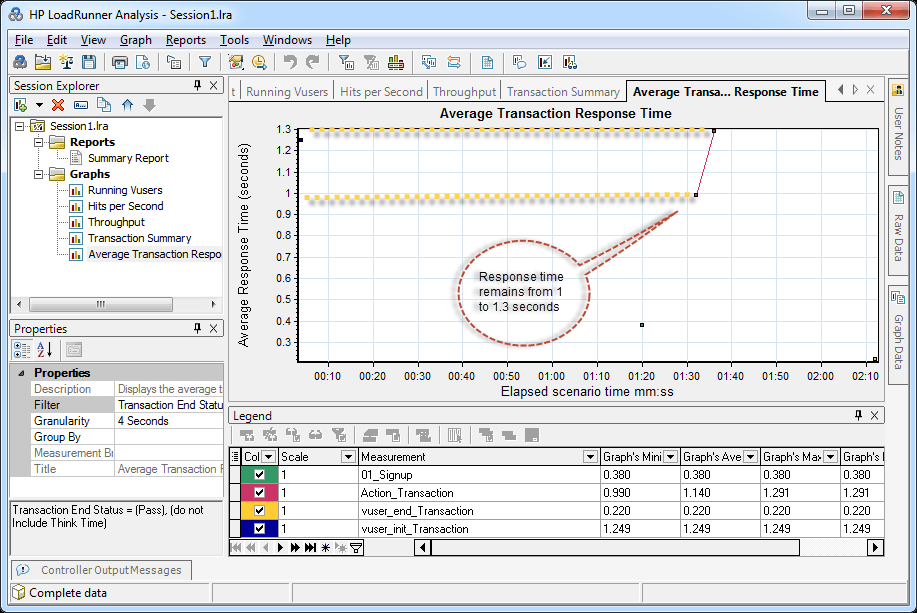 HP LoadRunner Analysis - Session1.lra
File Edit View Graph Reports Tools Windows Help
Session Explorer
Session1.lra
Reports
Summary Report
Graphs
Running Vusers
Hits per Second
Throughput
Transaction Summary
Average Transaction Respo
Properties
Properties
Description Displays the average t
Filter Transaction End Statu
Granularity 4 Seconds
Group By
Measurement Br
Title Average Transaction F
Transaction End Status = (Pass), (do not
Include Think Time)
t Running Vusers Hits per Second Throughput Transaction Summary Average Transa... Response Time
Average Transaction Response Time
Average Response Time (seconds)
1.3
1.2
1.1
1
0.9
0.8
0.7
0.6
0.5
0.4
0.3
Response time
remains from 1
to 1.3 seconds
00:10 00:20 00:30 00:40 00:50 01:00 01:10 01:20 01:30 01:40 01:50 02:00 02:10
Elapsed scenario time mm:ss
User Notes
Raw Data
Graph Data
Legend
Col Scale Measurement Graph's Mini Graph's Ave Graph's Max Graph's
1 01_Signup 0.380 0.380 0.380 0.380
1 Action_Transaction 0.990 1.140 1.291 1.291
1 vuser_end_Transaction 0.220 0.220 0.220 0.220
1 vuser_init_Transaction 1.249 1.249 1.249 1.249
Controller Output Messages
Complete data